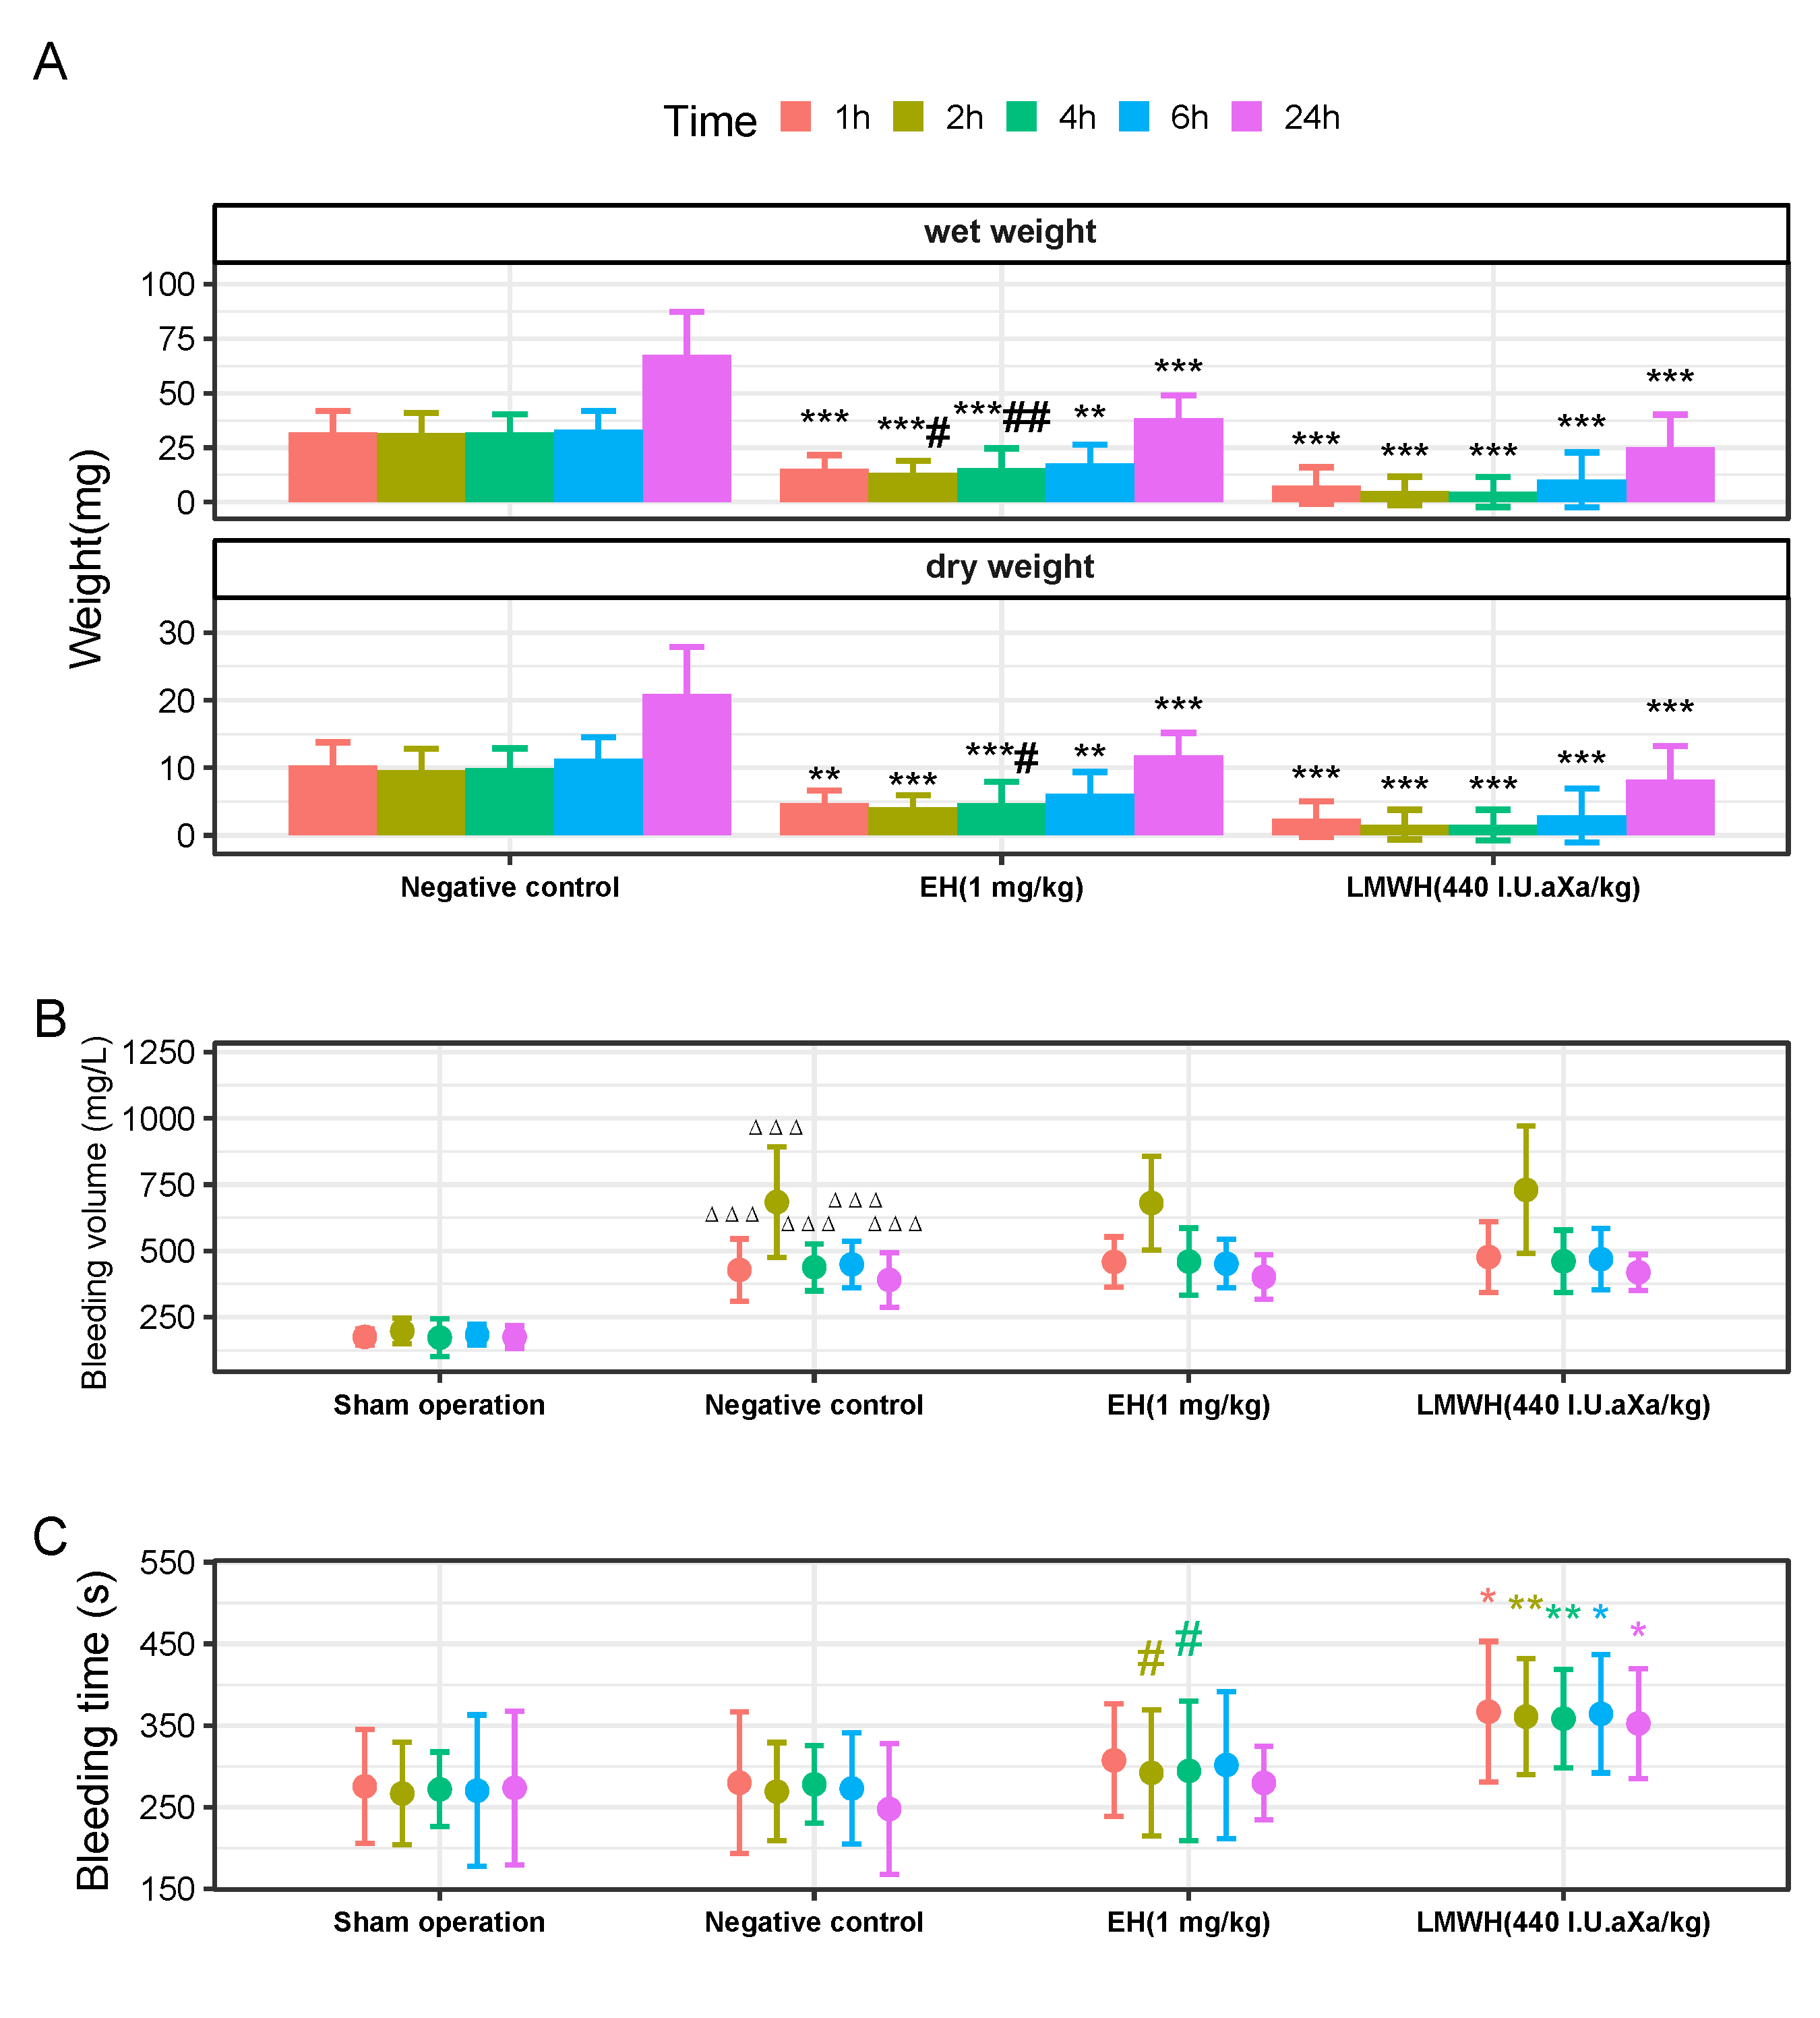 A
Time 1h 2h 4h 6h 24h
wet weight
100
75
50
25
0
*** ***# ***## ** ***
*** *** *** *** ***
Weight(mg)
dry weight
30
20
10
0
** *** ***# ** ***
*** *** *** *** ***
Negative control EH(1 mg/kg) LMWH(440 I.U.aXa/kg)
B
Bleeding volume (mg/L)
1250
1000
750
500
250
Δ Δ Δ
Δ Δ Δ
Δ Δ Δ
Δ Δ Δ
Δ Δ Δ
Sham operation Negative control EH(1 mg/kg) LMWH(440 I.U.aXa/kg)
C
Bleeding time (s)
550
450
350
250
150
# #
* ** ** * *
Sham operation Negative control EH(1 mg/kg) LMWH(440 I.U.aXa/kg)